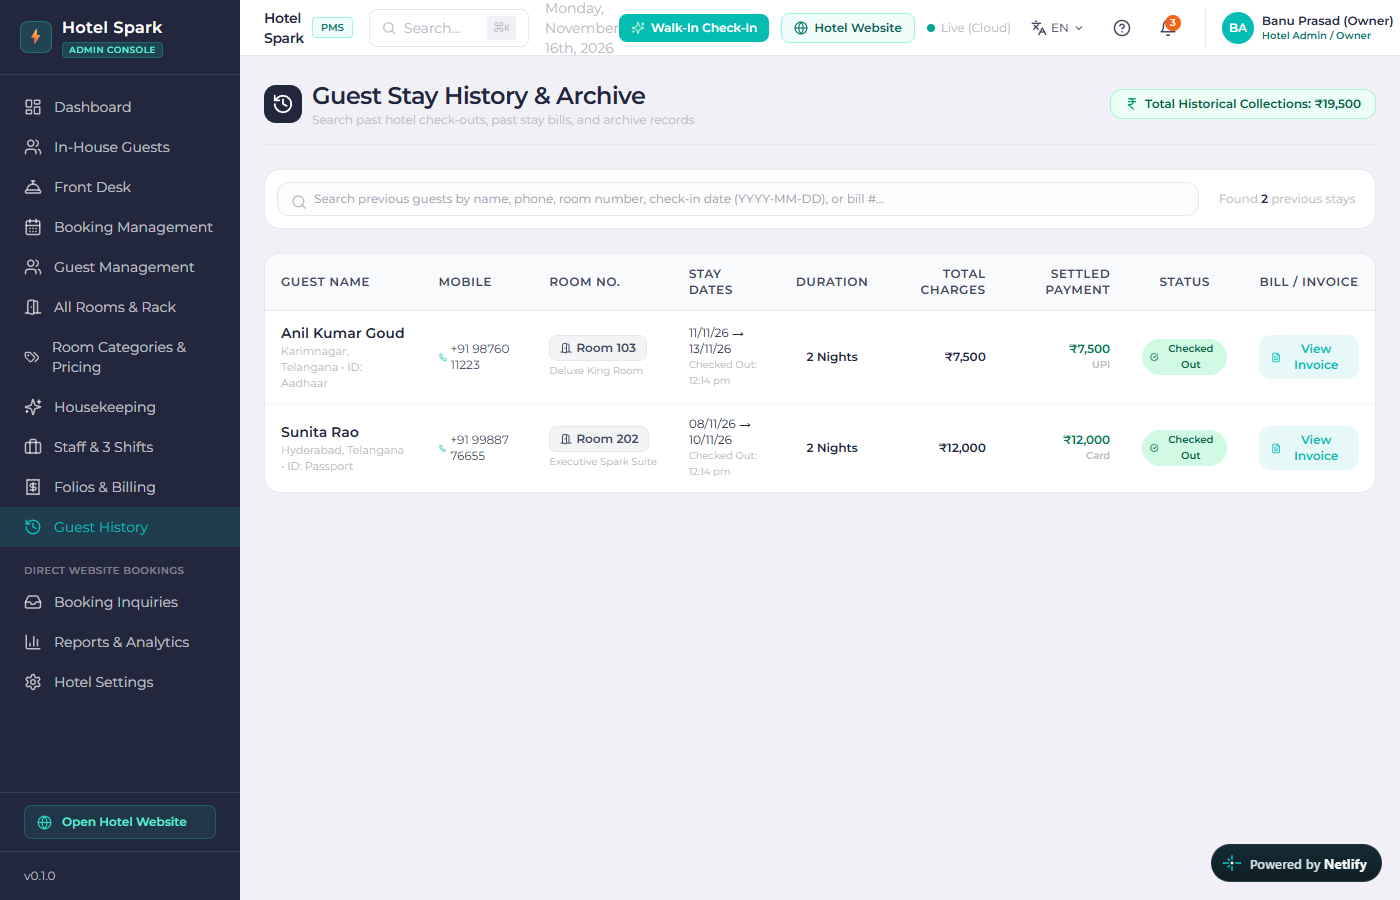 Hotel Spark
ADMIN CONSOLE
Dashboard
In-House Guests
Front Desk
Booking Management
Guest Management
All Rooms & Rack
Room Categories &
Pricing
Housekeeping
Staff & 3 Shifts
Folios & Billing
Guest History
DIRECT WEBSITE BOOKINGS
Booking Inquiries
Reports & Analytics
Hotel Settings
Open Hotel Website
v0.1.0
Hotel
Spark
PMS
Search...
⌘K
Monday,
November
16th, 2026
Walk-In Check-In
Hotel Website
Live (Cloud)
EN
3
BA
Banu Prasad (Owner)
Hotel Admin / Owner
Guest Stay History & Archive
Search past hotel check-outs, past stay bills, and archive records
₹ Total Historical Collections: ₹19,500
Search previous guests by name, phone, room number, check-in date (YYYY-MM-DD), or bill #...
Found 2 previous stays
GUEST NAME
MOBILE
ROOM NO.
STAY
DATES
DURATION
TOTAL
CHARGES
SETTLED
PAYMENT
STATUS
BILL / INVOICE
Anil Kumar Goud
Karimnagar,
Telangana • ID:
Aadhaar
+91 98760
11223
Room 103
Deluxe King Room
11/11/26 →
13/11/26
Checked Out:
12:14 pm
2 Nights
₹7,500
₹7,500
UPI
Checked
Out
View
Invoice
Sunita Rao
Hyderabad, Telangana
• ID: Passport
+91 99887
76655
Room 202
Executive Spark Suite
08/11/26 →
10/11/26
Checked Out:
12:14 pm
2 Nights
₹12,000
₹12,000
Card
Checked
Out
View
Invoice
Powered by Netlify